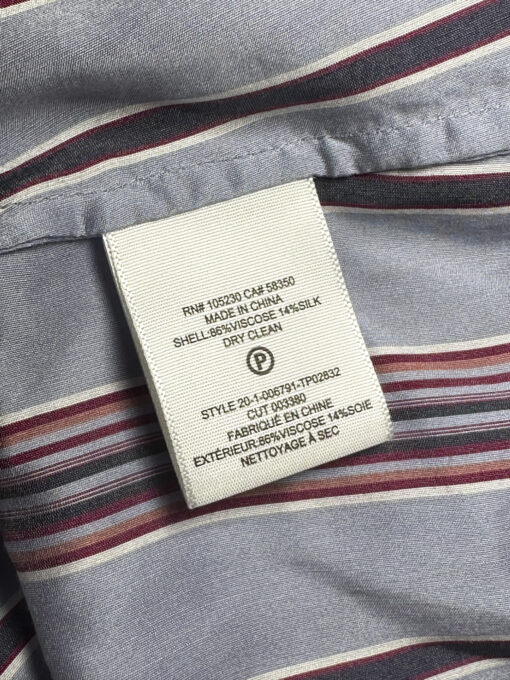 RN# 105230 CA# 58350
MADE IN CHINA
SHELL:86%VISCOSE 14%SILK
DRY CLEAN
P
STYLE 20-1-006791-TP02832
CUT 003380
FABRIQUÉ EN CHINE
EXTÉRIEUR:86%VISCOSE 14%SOIE
NETTOYAGE À SEC